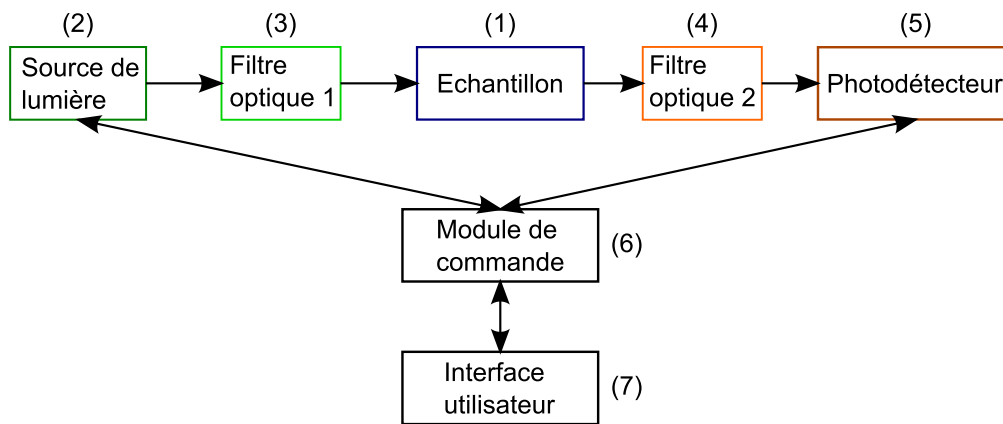 (2)
(3)
(1)
(4)
(5)
Source de
lumière
Filtre
optique 1
Echantillon
Filtre
optique 2
Photodétecteur
Module de
commande
(6)
Interface
utilisateur
(7)